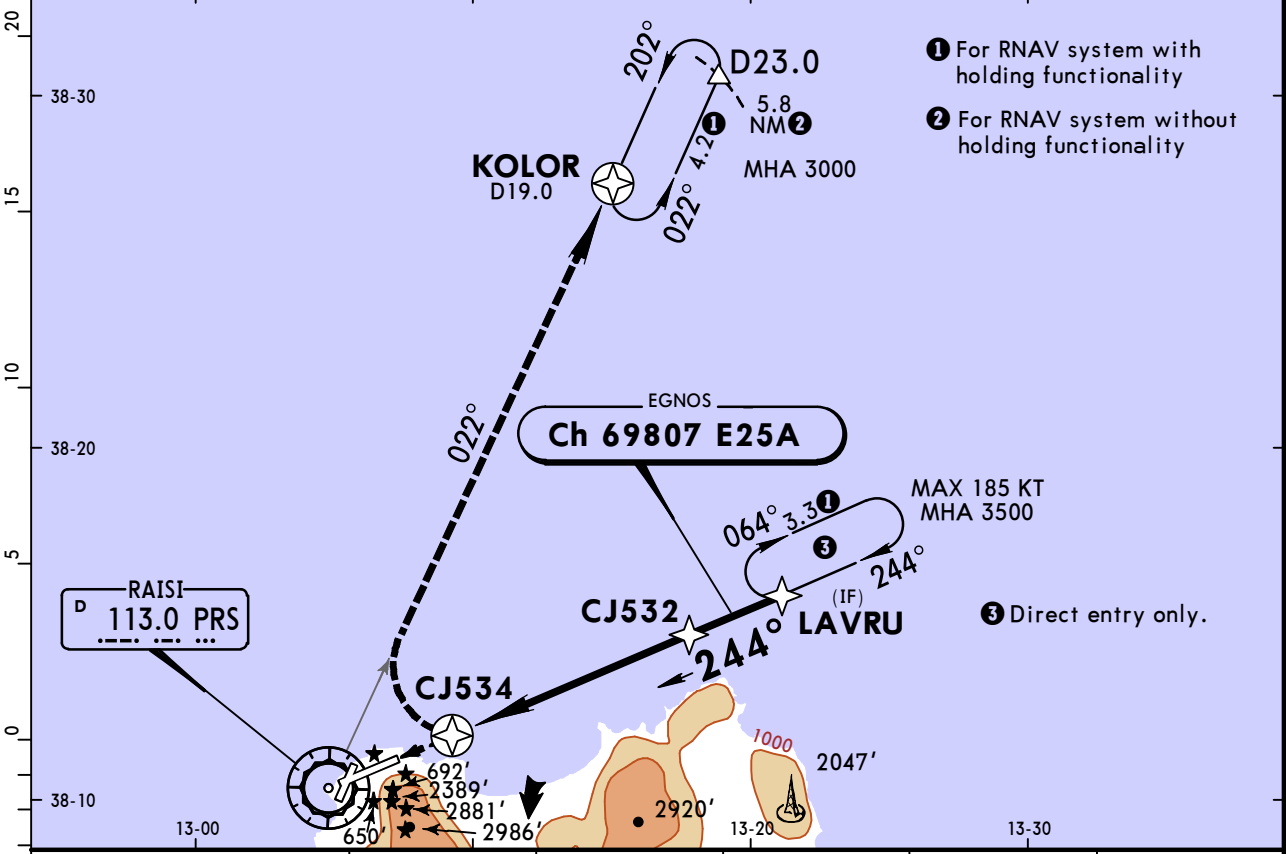 20
202°
D23.0
❶ For RNAV system with
holding functionality
38-30
5.8
NM ❷
❶
4.2
❷ For RNAV system without
holding functionality
KOLOR
D19.0
MHA 3000
15
022°
10
022°
EGNOS
Ch 69807 E25A
38-20
MAX 185 KT
MHA 3500
064°
3.3 ❶
❸
244°
5
RAISI
D 113.0 PRS
CJ532
(IF)
LAVRU
❸ Direct entry only.
244°
CJ534
0
1000
2047'
692'
2389'
2881'
2920'
38-10
13-00
650'
2986'
13-20
13-30